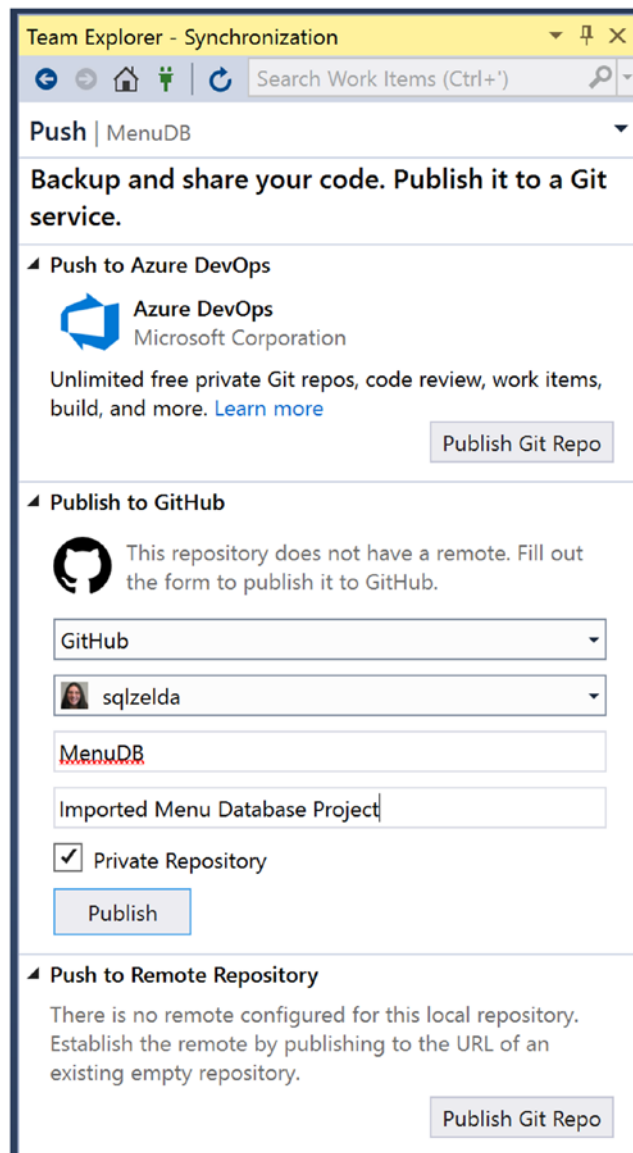 Team Explorer - Synchronization
Search Work Items (Ctrl+')
Push | MenuDB
Backup and share your code. Publish it to a Git
service.
Push to Azure DevOps
Azure DevOps
Microsoft Corporation
Unlimited free private Git repos, code review, work items,
build, and more. Learn more
Publish Git Repo
Publish to GitHub
This repository does not have a remote. Fill out
the form to publish it to GitHub.
GitHub
sqlzelda
MenuDB
Imported Menu Database Project
Private Repository
Publish
Push to Remote Repository
There is no remote configured for this local repository.
Establish the remote by publishing to the URL of an
existing empty repository.
Publish Git Repo